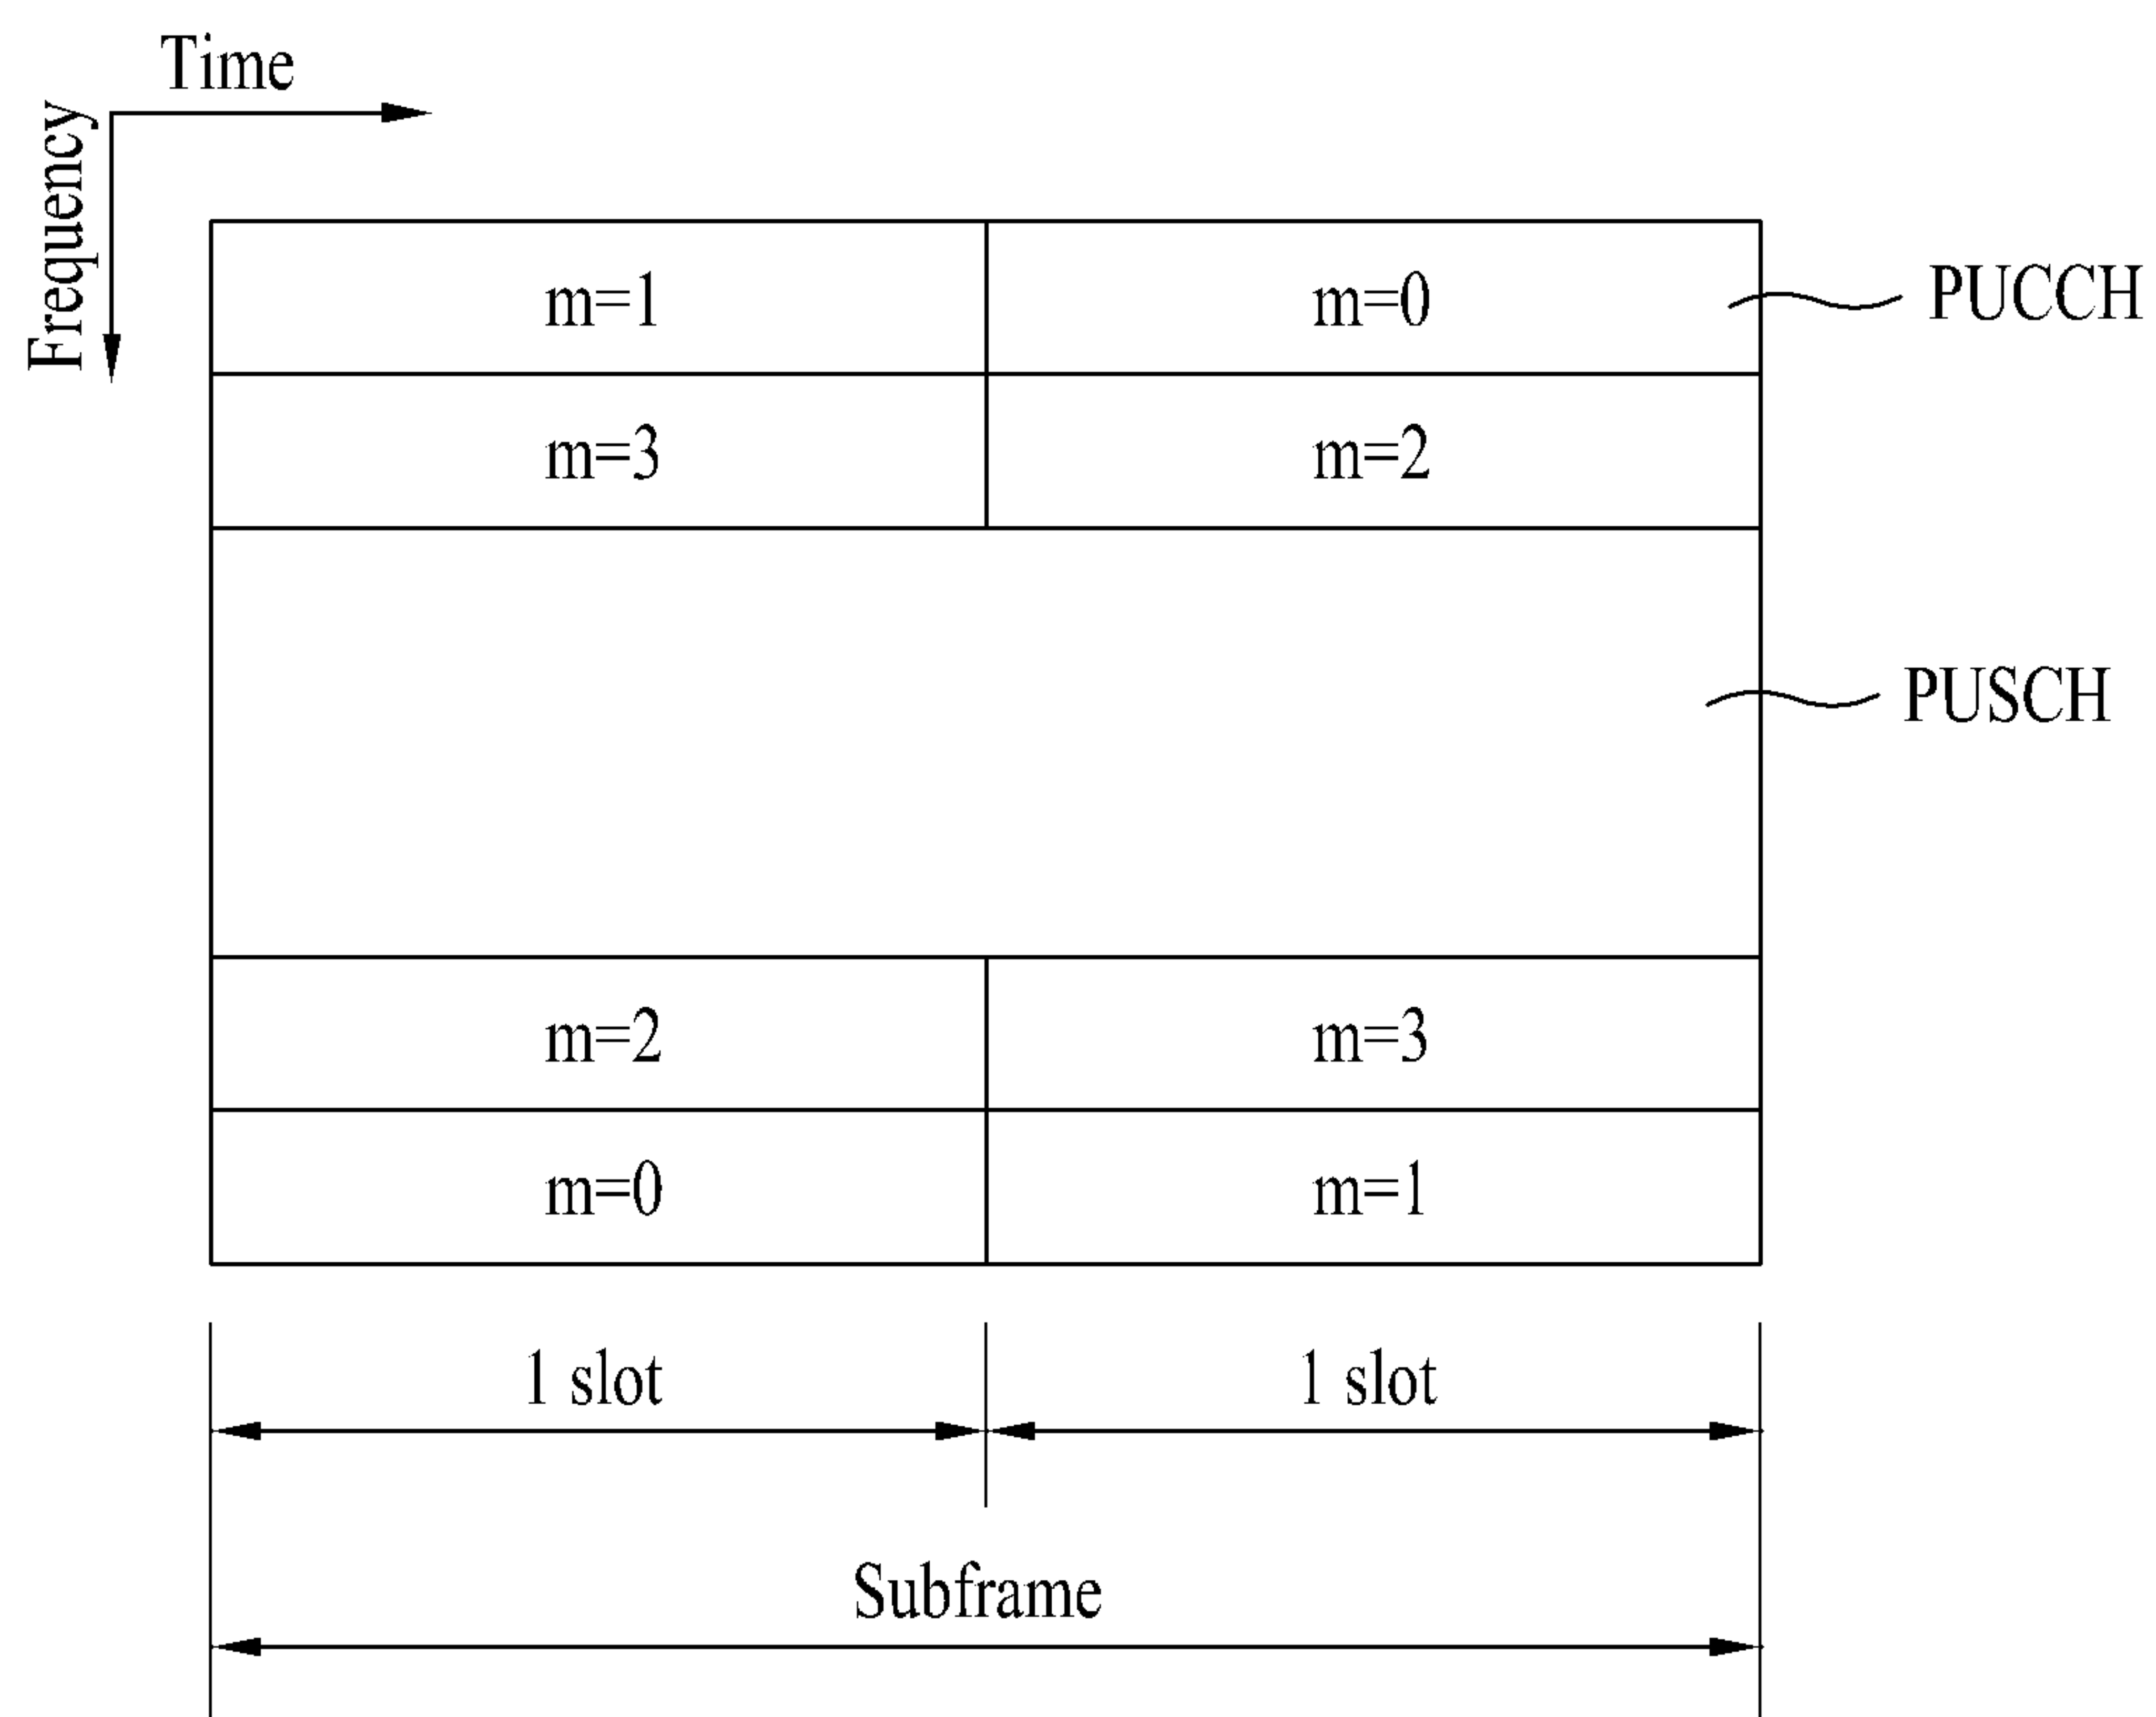 Time
Frequency
m=1
m=0
PUCCH
m=3
m=2
PUSCH
m=2
m=3
m=0
m=1
1 slot
1 slot
Subframe